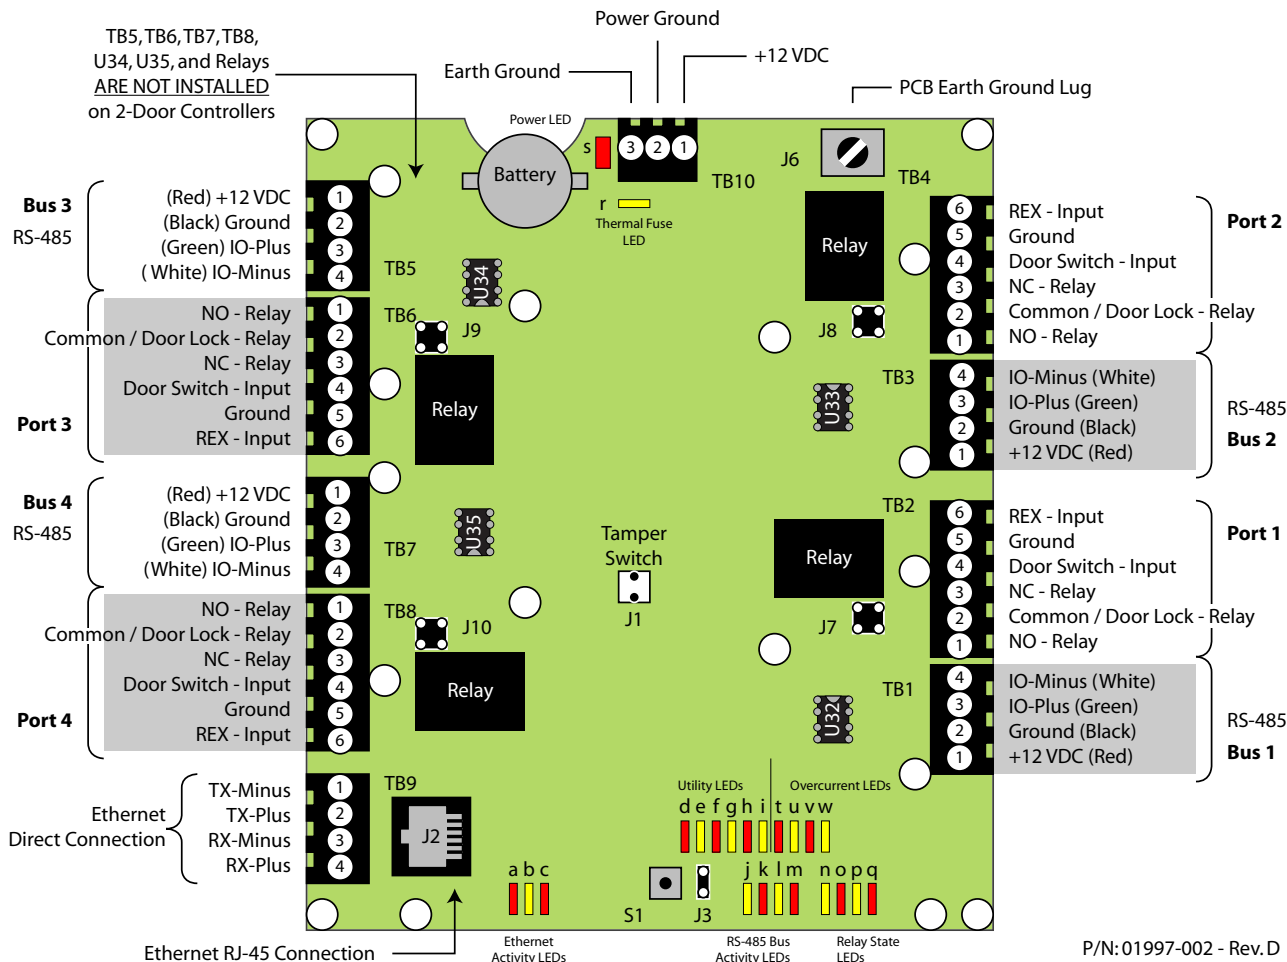 Power Ground
TB5, TB6, TB7, TB8,
U34, U35, and Relays
ARE NOT INSTALLED
on 2-Door Controllers
Earth Ground
+12 VDC
PCB Earth Ground Lug
Power LED
s
3 2 1
TB10
Battery
r
Thermal Fuse
LED
J6
TB4
Bus 3
RS-485
(Red) +12 VDC
(Black) Ground
(Green) IO-Plus
( White) IO-Minus
1
2
3
4
TB5
U34
Port 3
NO - Relay
Common / Door Lock - Relay
NC - Relay
Door Switch - Input
Ground
REX - Input
1
2
3
4
5
6
TB6
J9
Relay
Bus 4
RS-485
(Red) +12 VDC
(Black) Ground
(Green) IO-Plus
(White) IO-Minus
1
2
3
4
TB7
U35
Port 4
NO - Relay
Common / Door Lock - Relay
NC - Relay
Door Switch - Input
Ground
REX - Input
1
2
3
4
5
6
TB8
J10
Relay
Ethernet
Direct Connection
TX-Minus
TX-Plus
RX-Minus
RX-Plus
1
2
3
4
TB9
J2
Ethernet RJ-45 Connection
Tamper
Switch
J1
Relay
J8
6
5
4
3
2
1
REX - Input
Ground
Door Switch - Input
NC - Relay
Common / Door Lock - Relay
NO - Relay
Port 2
TB3
U33
4
3
2
1
IO-Minus (White)
IO-Plus (Green)
Ground (Black)
+12 VDC (Red)
RS-485
Bus 2
TB2
Relay
J7
6
5
4
3
2
1
REX - Input
Ground
Door Switch - Input
NC - Relay
Common / Door Lock - Relay
NO - Relay
Port 1
TB1
U32
4
3
2
1
IO-Minus (White)
IO-Plus (Green)
Ground (Black)
+12 VDC (Red)
RS-485
Bus 1
Utility LEDs
Overcurrent LEDs
d e f g h i t u v w
a b c
Ethernet
Activity LEDs
S1
J3
j k l m
RS-485 Bus
Activity LEDs
n o p q
Relay State
LEDs
P/N: 01997-002 - Rev. D